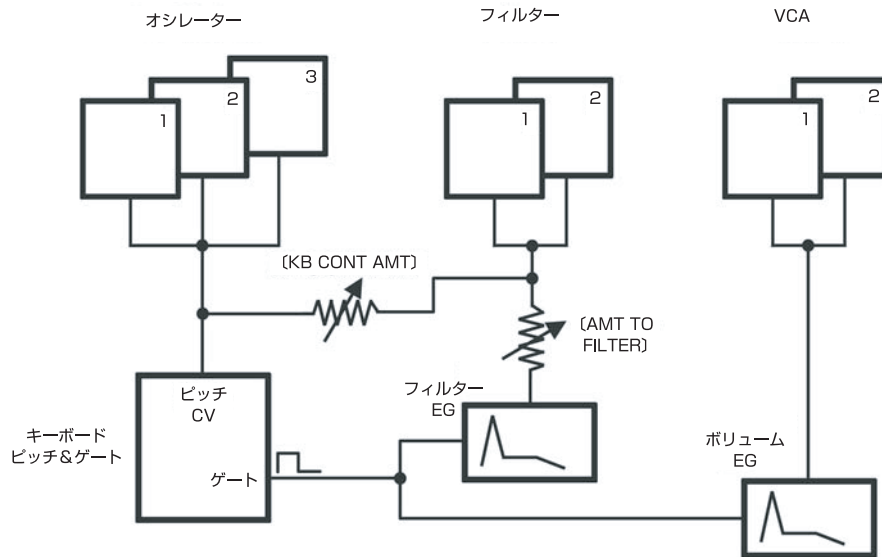 オシレーター
フィルター
VCA
3
2
1
2
1
2
1
〔KB CONT AMT〕
〔AMT TO
FILTER〕
ピッチ
CV
フィルター
EG
キーボード
ピッチ&ゲート
ゲート
ボリューム
EG